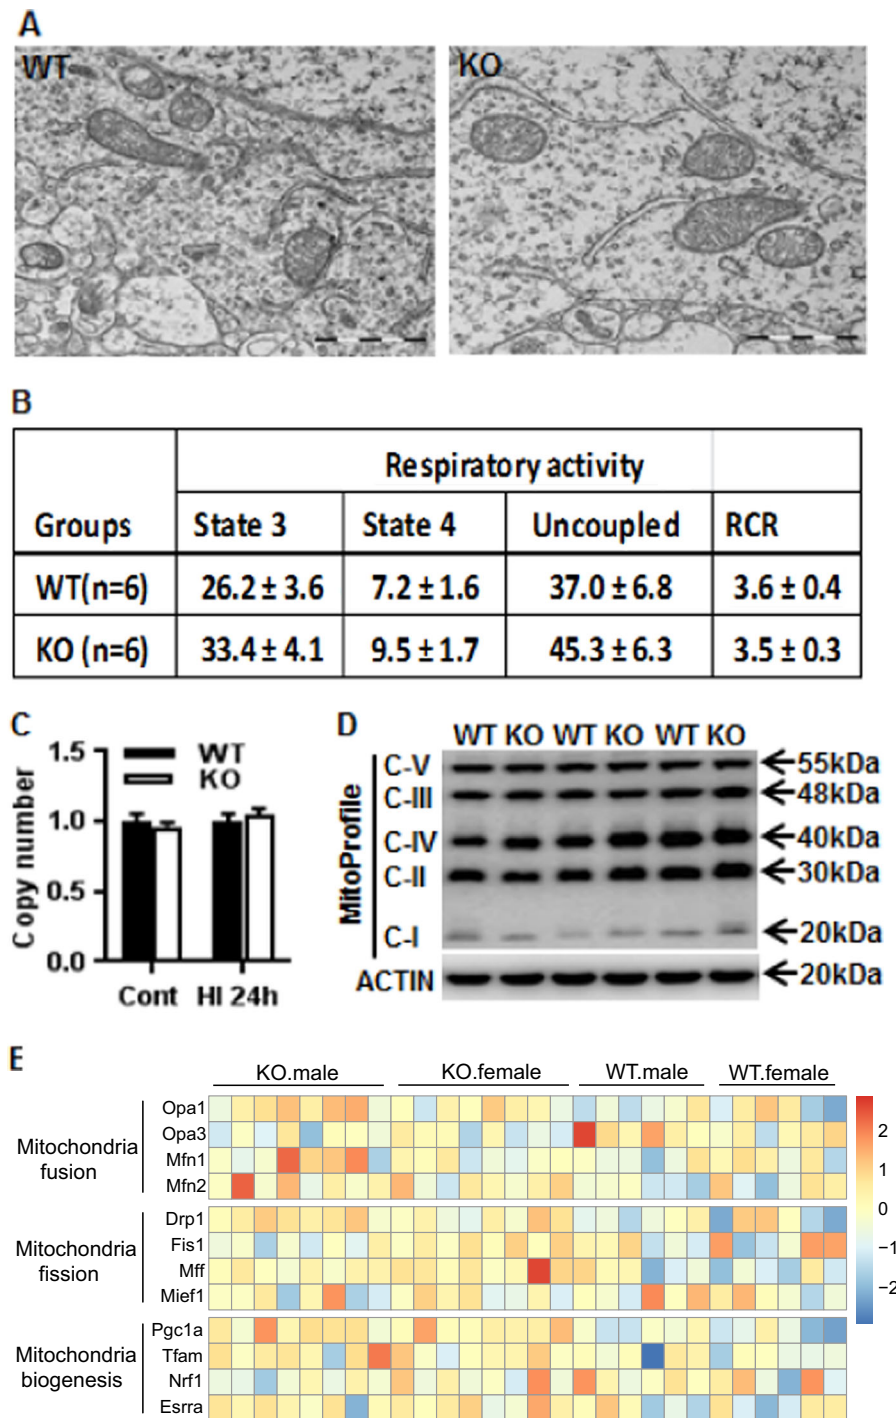 A
WT
KO
B
Respiratory activity
Groups State 3 State 4 Uncoupled RCR
WT(n=6) 26.2 ± 3.6 7.2 ± 1.6 37.0 ± 6.8 3.6 ± 0.4
KO (n=6) 33.4 ± 4.1 9.5 ± 1.7 45.3 ± 6.3 3.5 ± 0.3
C
Copy number
1.5
1.0
0.5
0.0
WT
KO
Cont HI 24h
D
WT KO WT KO WT KO
MitoProfile
C-V 55kDa
C-III 48kDa
C-IV 40kDa
C-II 30kDa
C-I 20kDa
ACTIN 20kDa
E
KO.male KO.female WT.male WT.female
Mitochondria
fusion
Opa1
Opa3
Mfn1
Mfn2
Mitochondria
fission
Drp1
Fis1
Mff
Mief1
Mitochondria
biogenesis
Pgc1a
Tfam
Nrf1
Esrra
2
1
0
−1
−2